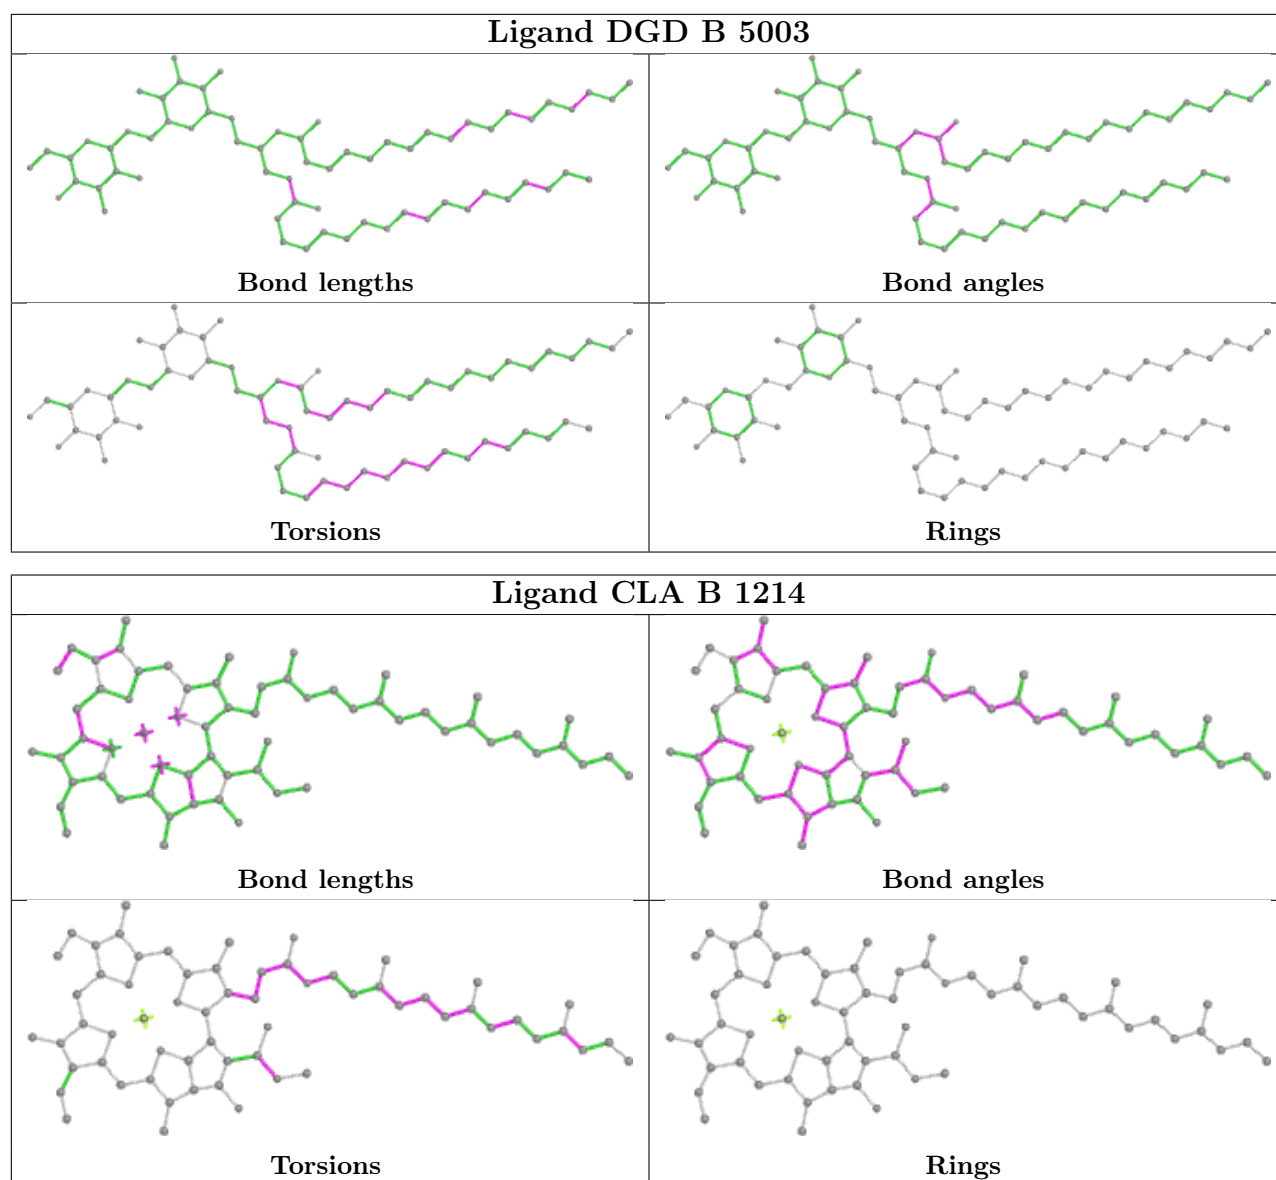 Ligand DGD B 5003
Bond lengths
Bond angles
Torsions
Rings
Ligand CLA B 1214
Bond lengths
Bond angles
Torsions
Rings